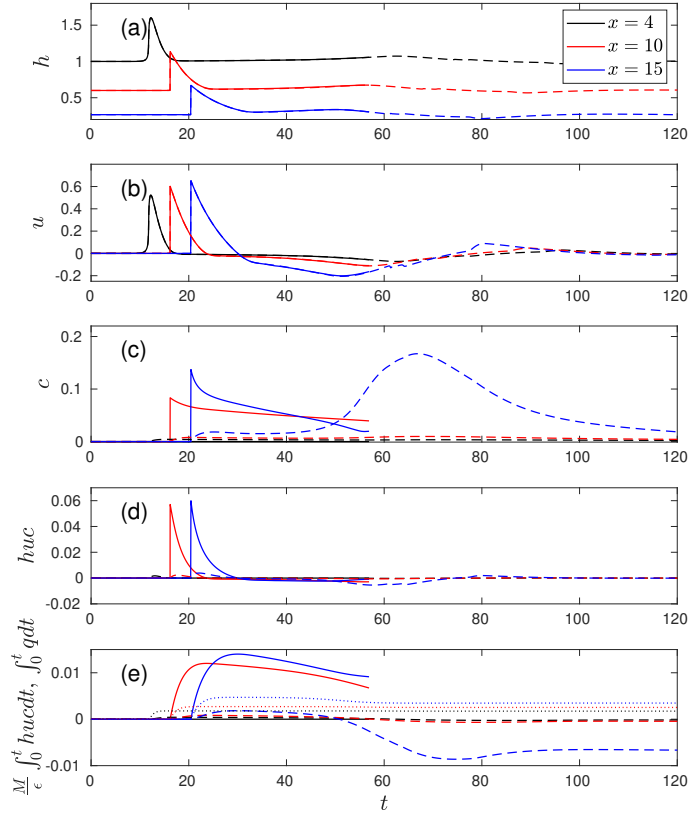 (a)
h
1.5
1
0.5
x = 4
x = 10
x = 15
0 20 40 60 80 100 120
(b)
u
0.6
0.4
0.2
0
-0.2
0 20 40 60 80 100 120
(c)
c
0.2
0.1
0
0 20 40 60 80 100 120
(d)
huc
0.06
0.04
0.02
0
-0.02
0 20 40 60 80 100 120
(e)
M/ϵ ∫₀ᵗ hucdt, ∫₀ᵗ qdt
0.01
0
-0.01
0 20 40 60 80 100 120
t